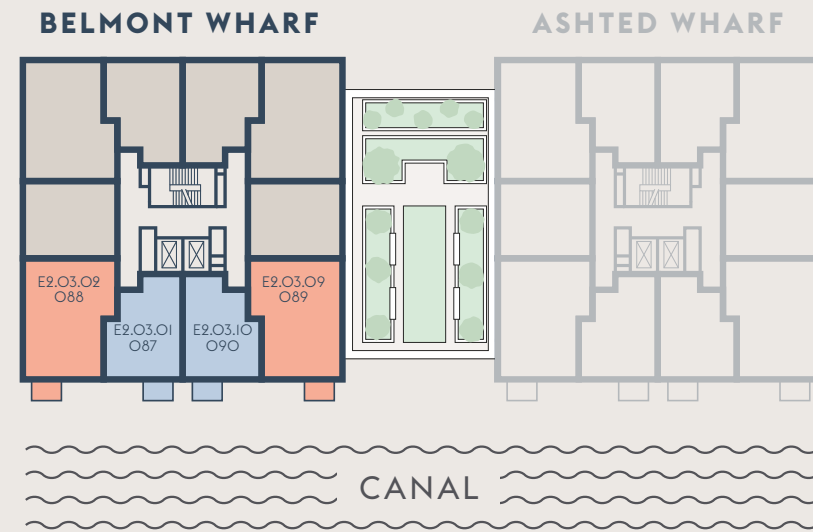 BELMONT WHARF
ASHTED WHARF
E2.03.02
088
E2.03.09
089
E2.03.01
087
E2.03.10
090
CANAL